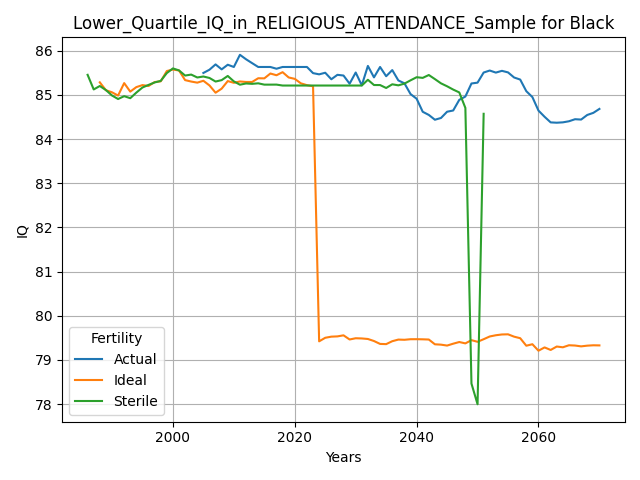 Lower_Quartile_IQ_in_RELIGIOUS_ATTENDANCE_Sample for Black
86
85
84
83
82
81
80
79
78
IQ
Fertility
Actual
Ideal
Sterile
2000
2020
2040
2060
Years